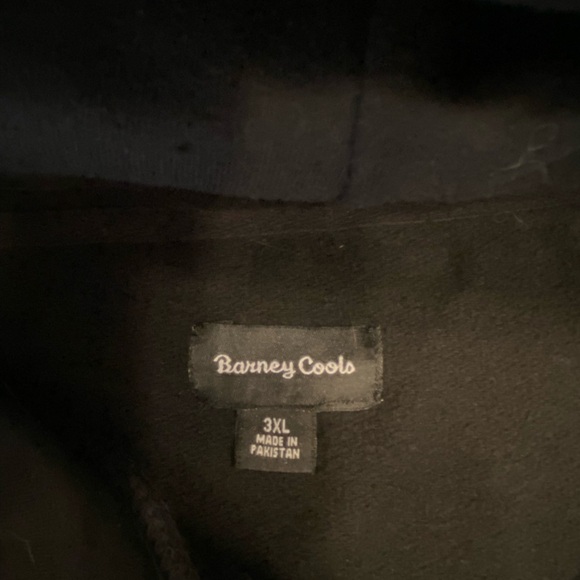 Barney Cools
3XL
MADE IN
PAKISTAN